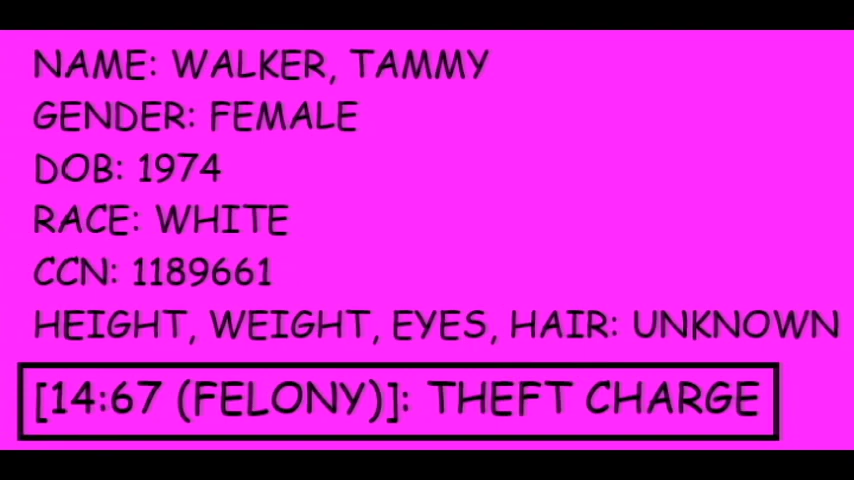 NAME: WALKER, TAMMY
GENDER: FEMALE
DOB: 1974
RACE: WHITE
CCN: 1189661
HEIGHT, WEIGHT, EYES, HAIR: UNKNOWN
[14:67 (FELONY)]: THEFT CHARGE